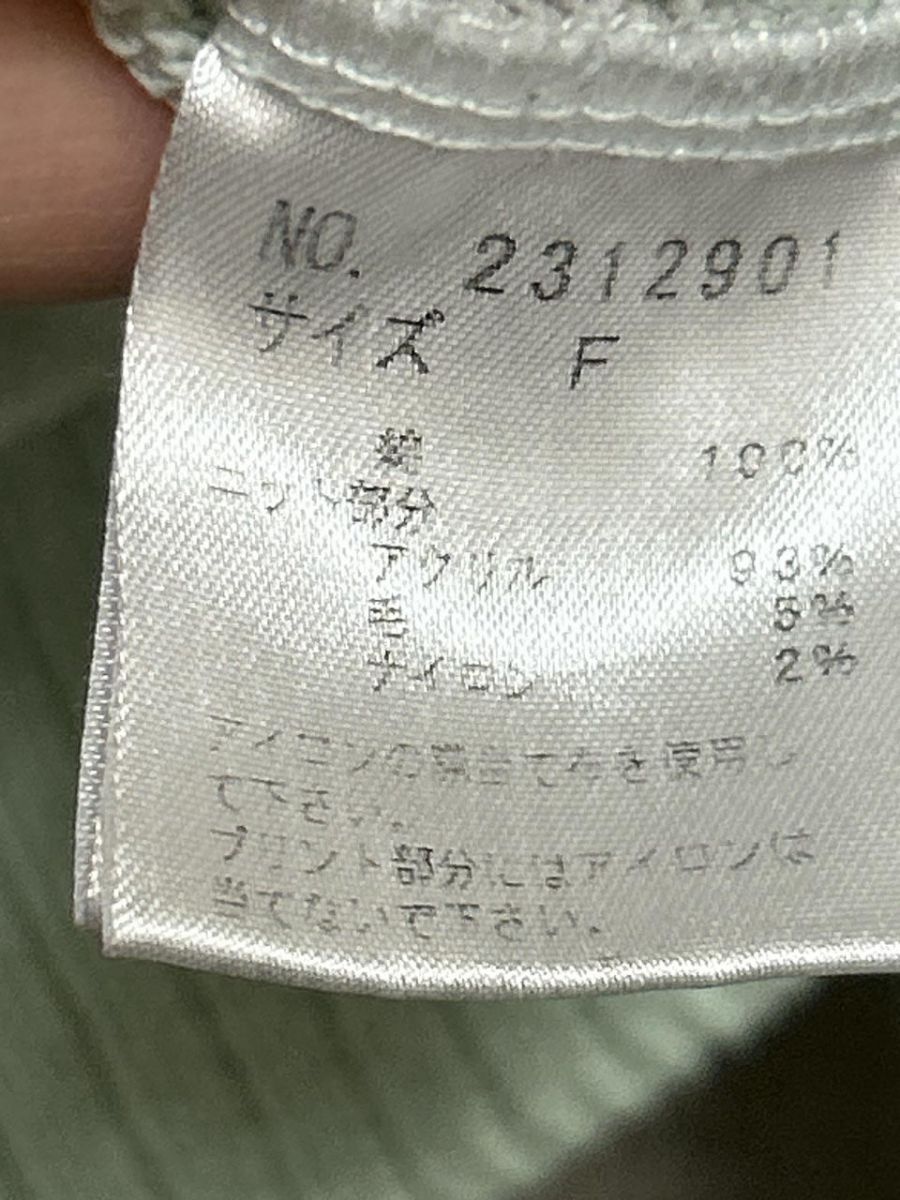 NO. 2312901
サイズ F
綿 100%
ニット部分
アクリル 93%
毛 5%
ナイロン 2%
アイロンの際当て布を使用し
て下さい。
プリント部分にはアイロンは
当てないで下さい。